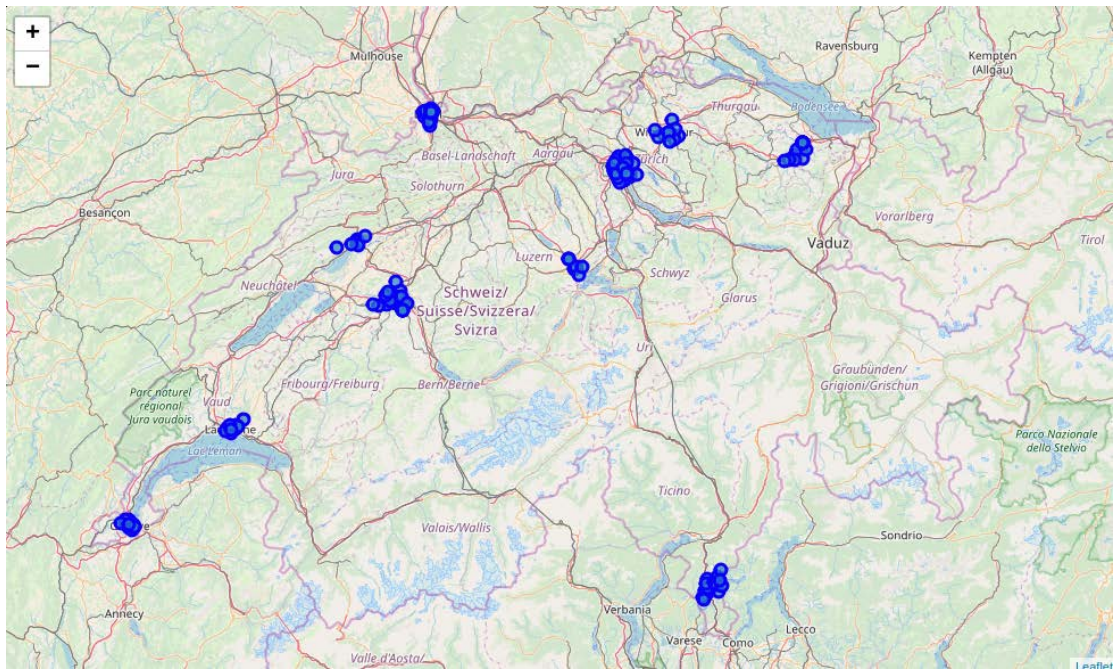 +
−
Mulhouse
Ravensburg
Kempten
(Allgäu)
Thurgau
Bodensee
Basel-Landschaft
Aargau
Zürich
Jura
Solothurn
Besançon
Vorarlberg
Vaduz
Tirol
Luzern
Schwyz
Neuchâtel
Schweiz/
Suisse/Svizzera/
Svizra
Glarus
Uri
Parc naturel
régional
Jura vaudois
Vaud
Fribourg/Freiburg
Bern/Berne
Graubünden/
Grigioni/Grischun
Lac Léman
Parco Nazionale
dello Stelvio
Ticino
Valais/Wallis
Sondrio
Annecy
Verbania
Varese
Como
Lecco
Valle d'Aosta/
Leaflet